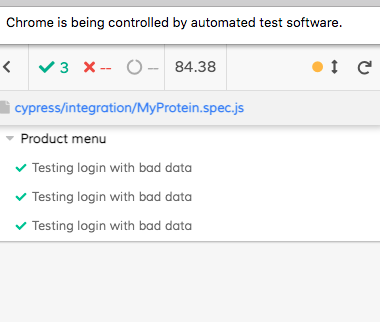 Chrome is being controlled by automated test software.
3 -- -- 84.38
cypress/integration/MyProtein.spec.js
Product menu
Testing login with bad data
Testing login with bad data
Testing login with bad data